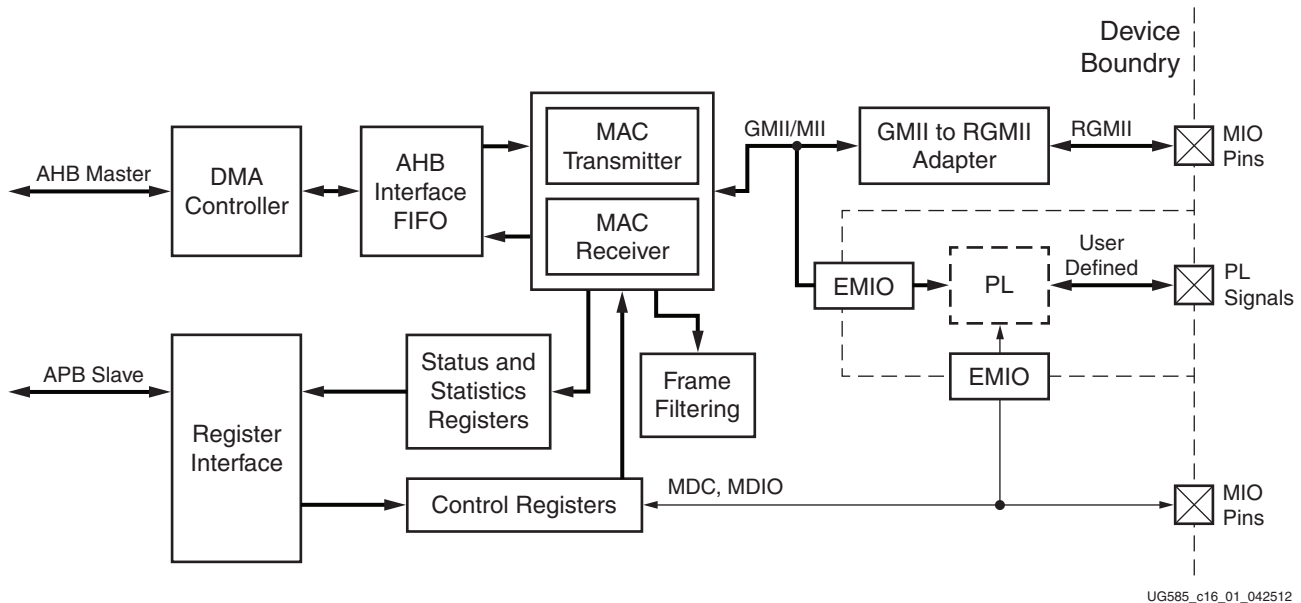 Device
Boundry
MAC
Transmitter
GMII/MII
GMII to RGMII
Adapter
RGMII
MIO
Pins
AHB Master
DMA
Controller
AHB
Interface
FIFO
MAC
Receiver
EMIO
PL
User
Defined
PL
Signals
APB Slave
Register
Interface
Status and
Statistics
Registers
Frame
Filtering
EMIO
Control Registers
MDC, MDIO
MIO
Pins
UG585_c16_01_042512